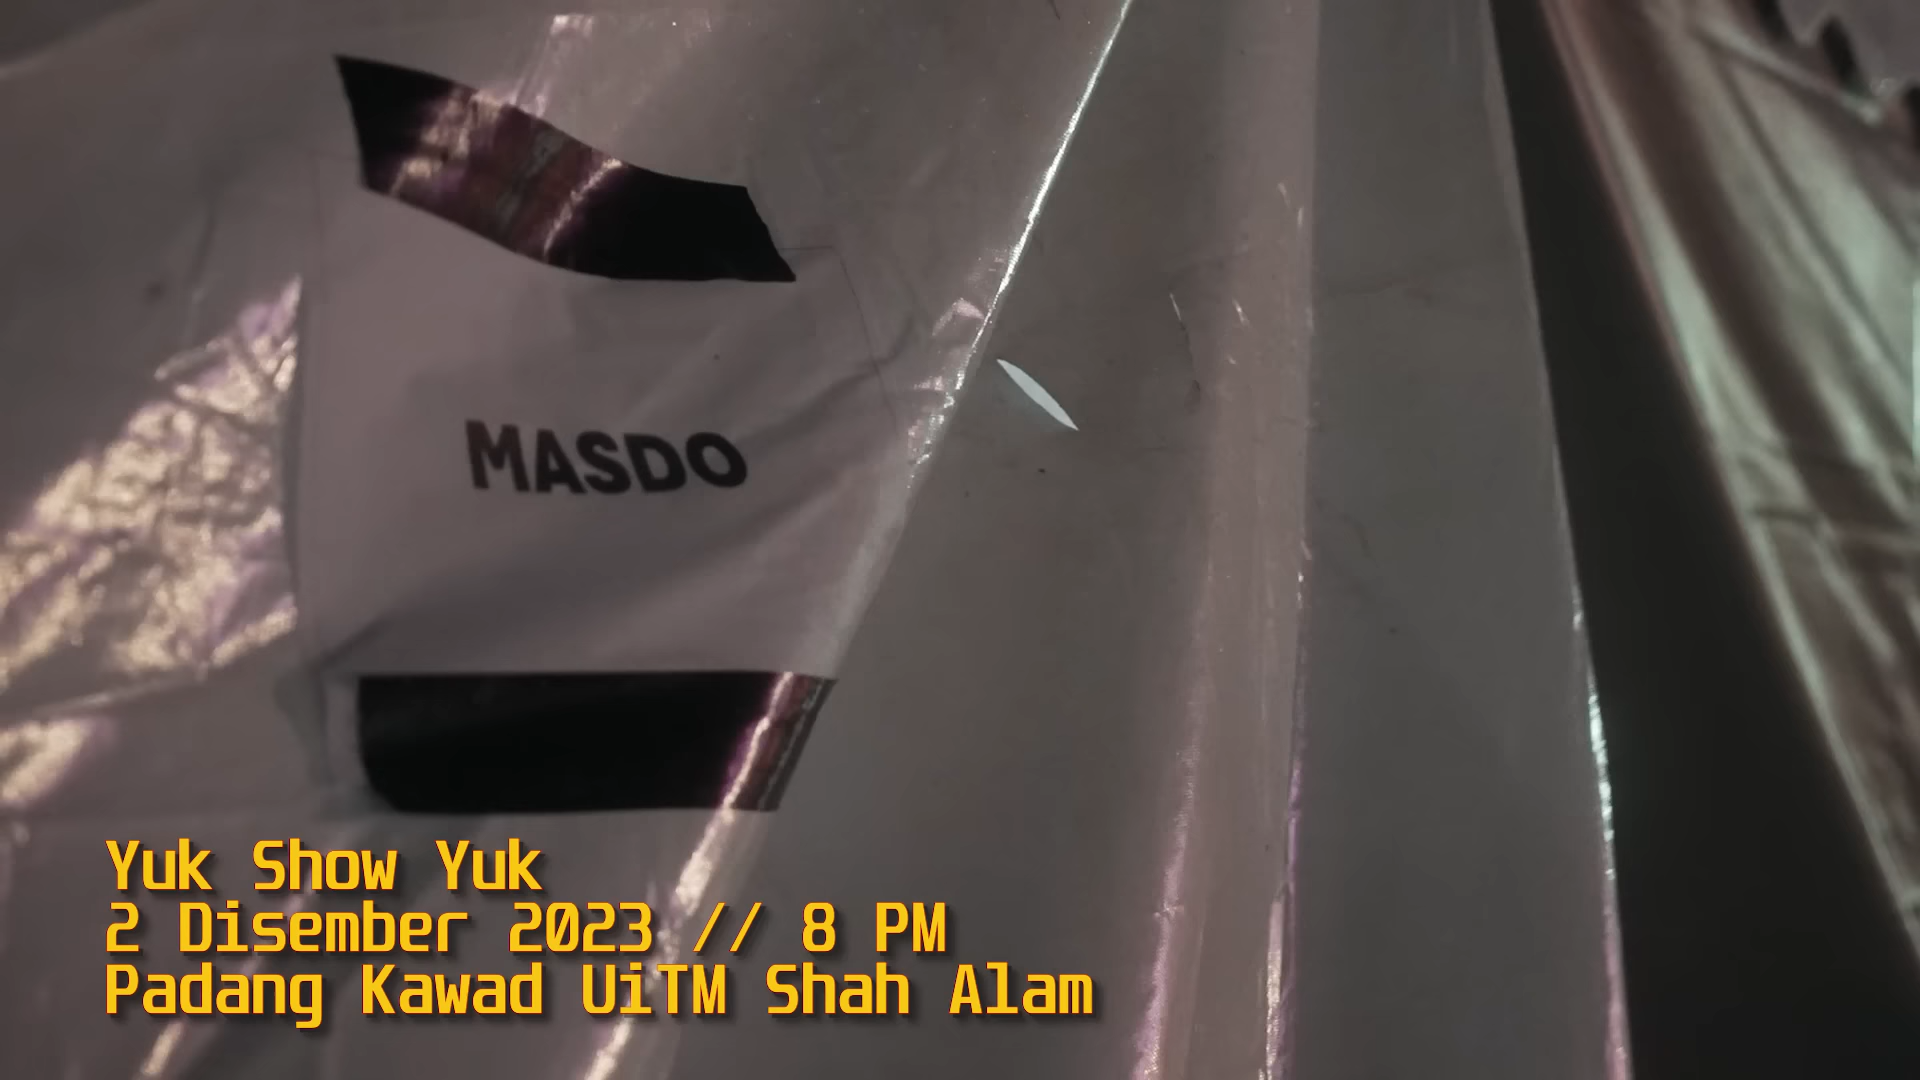 MASDO
Yuk Show Yuk
2 Disember 2023 // 8 PM
Padang Kawad UiTM Shah Alam